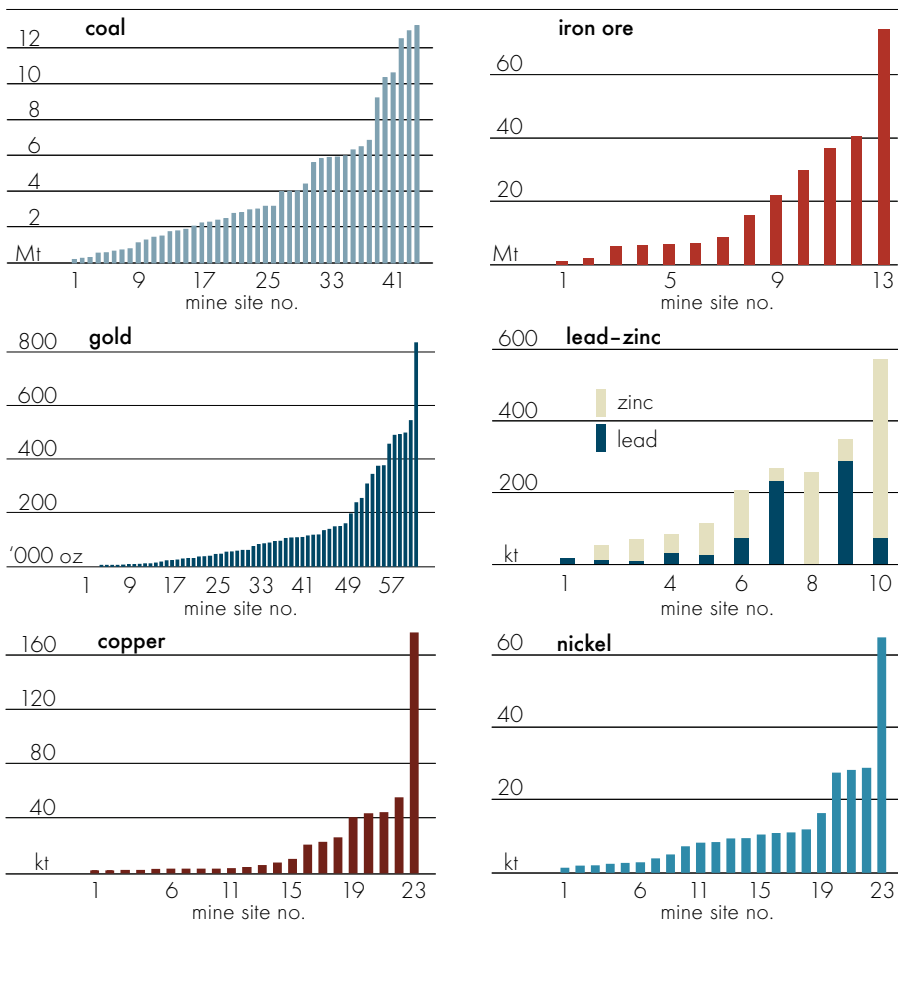 coal
12
10
8
6
4
2
Mt
1 9 17 25 33 41
mine site no.
iron ore
60
40
20
Mt
1 5 9 13
mine site no.
gold
800
600
400
200
‘000 oz
1 9 17 25 33 41 49 57
mine site no.
lead–zinc
600
400
200
kt
zinc
lead
1 4 6 8 10
mine site no.
copper
160
120
80
40
kt
1 6 11 15 19 23
mine site no.
nickel
60
40
20
kt
1 6 11 15 19 23
mine site no.